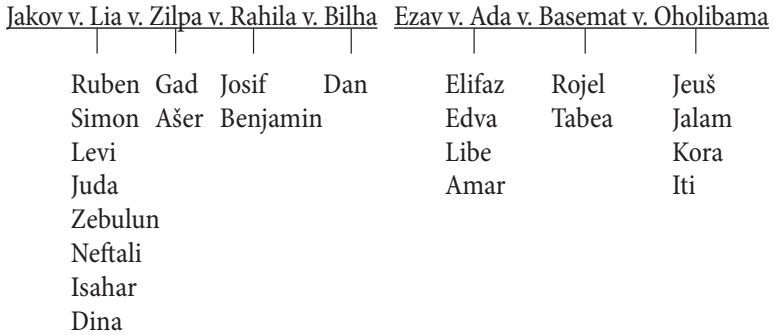 Jakov v. Lia v. Zilpa v. Rahila v. Bilha Ezav v. Ada v. Basemat v. Oholibama
Ruben Gad Josif Dan Elifaz Rojel Jeuš
Simon Ašer Benjamin Edva Tabea Jalam
Levi Libe Kora
Juda Amar Iti
Zebulun
Neftali
Isahar
Dina